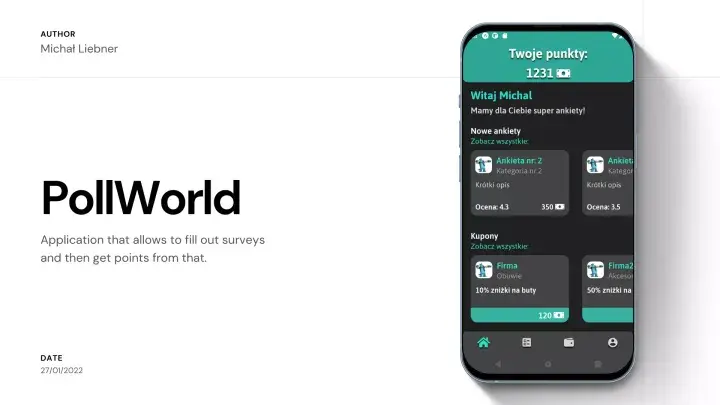 AUTHOR
Michał Liebner
PollWorld
Application that allows to fill out surveys
and then get points from that.
DATE
27/01/2022
Twoje punkty:
1231
Witaj Michal
Mamy dla Ciebie super ankiety!
Nowe ankiety
Zobacz wszystkie:
Ankieta nr: 2
Kategoria nr 2
Krótki opis
Ocena: 4.3 350
Ankieta
Kategor
Krótki opis
Ocena: 3.5
Kupony
Zobacz wszystkie:
Firma
Obuwie
10% zniżki na buty
120
Firma2
Akcesor
50% zniżki na